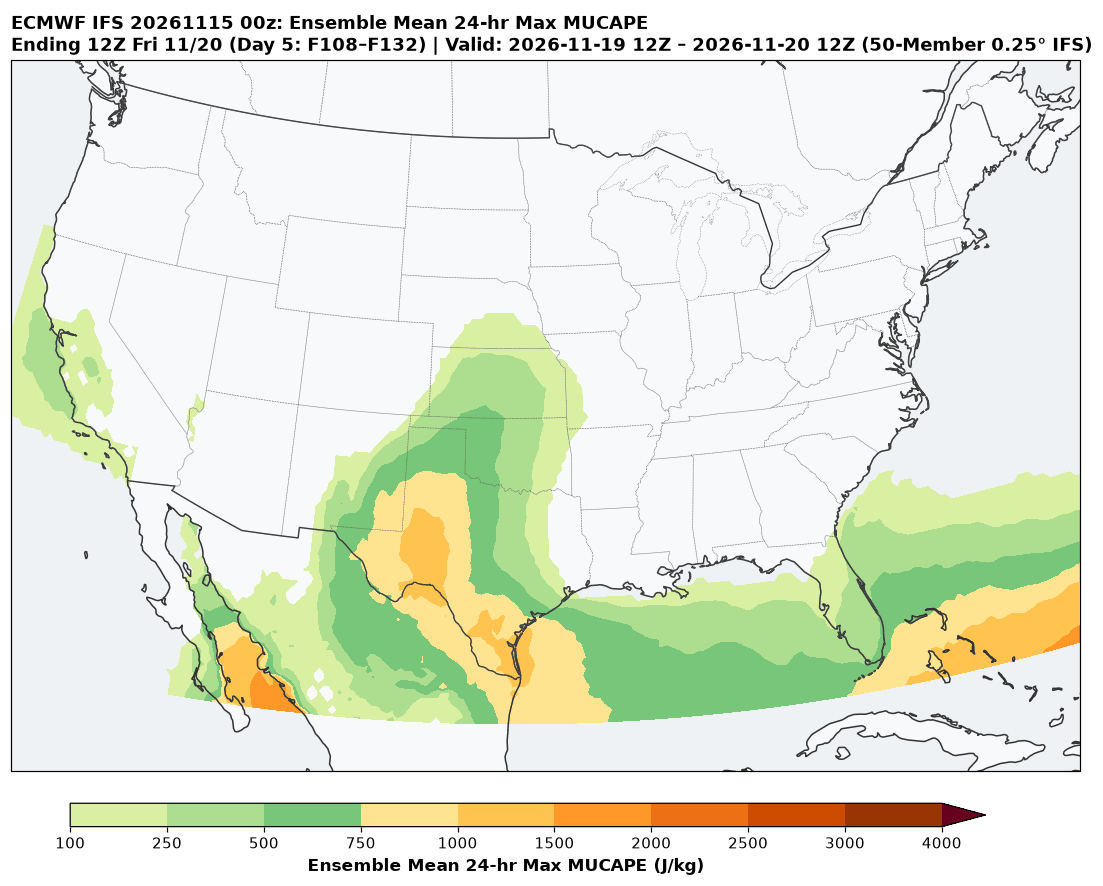 ECMWF IFS 20261115 00z: Ensemble Mean 24-hr Max MUCAPE
Ending 12Z Fri 11/20 (Day 5: F108–F132) | Valid: 2026-11-19 12Z – 2026-11-20 12Z (50-Member 0.25° IFS)
100 250 500 750 1000 1500 2000 2500 3000 4000
Ensemble Mean 24-hr Max MUCAPE (J/kg)